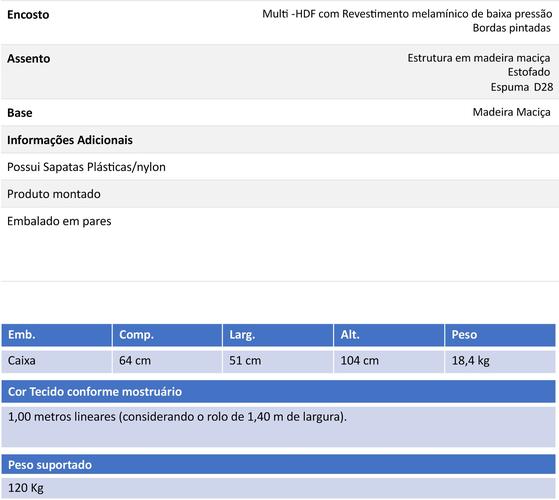 Encosto Multi -HDF com Revestimento melamínico de baixa pressão
Bordas pintadas
Assento Estrutura em madeira maciça
Estofado
Espuma D28
Base Madeira Maciça
Informações Adicionais
Possui Sapatas Plásticas/nylon
Produto montado
Embalado em pares
Emb. Comp. Larg. Alt. Peso
Caixa 64 cm 51 cm 104 cm 18,4 kg
Cor Tecido conforme mostruário
1,00 metros lineares (considerando o rolo de 1,40 m de largura).
Peso suportado
120 Kg